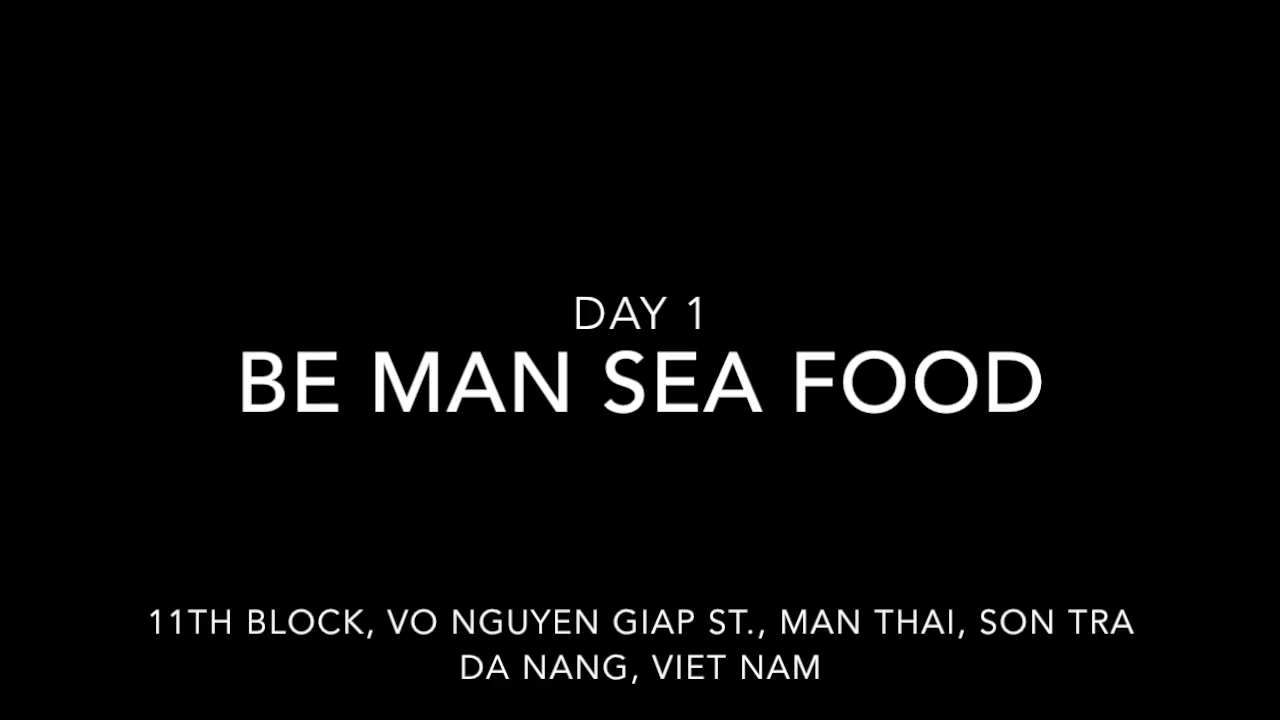 DAY 1
BE MAN SEA FOOD
11TH BLOCK, VO NGUYEN GIAP ST., MAN THAI, SON TRA
DA NANG, VIET NAM